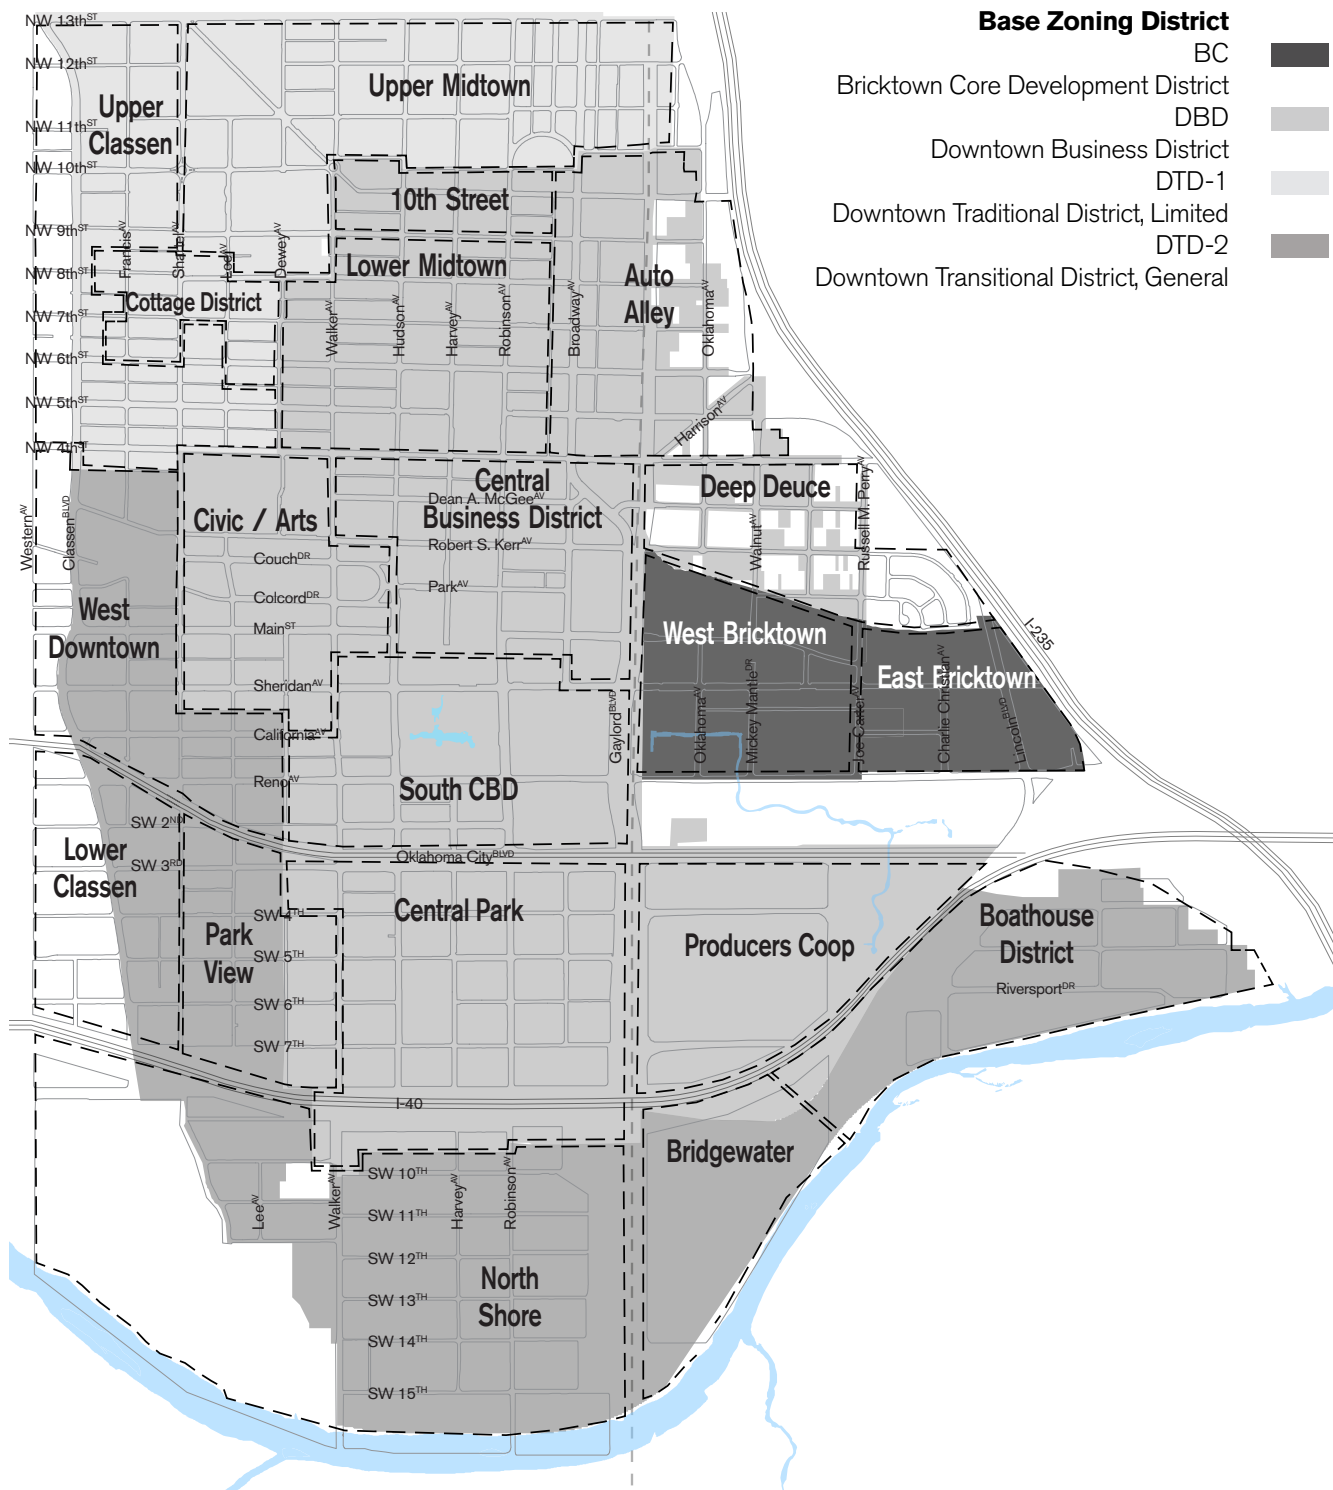 Base Zoning District
BC
Bricktown Core Development District
DBD
Downtown Business District
DTD-1
Downtown Traditional District, Limited
DTD-2
Downtown Transitional District, General
NW 13th ST
NW 12th ST
NW 11th ST
NW 10th ST
NW 9th ST
NW 8th ST
NW 7th ST
NW 6th ST
NW 5th ST
NW 4th ST
Upper
Classen
Upper Midtown
10th Street
Lower Midtown
Auto
Alley
Cottage District
Francis AV
Shartel AV
Lee AV
Dewey AV
Walker AV
Hudson AV
Harvey AV
Robinson AV
Broadway AV
Oklahoma AV
Harrison AV
Western AV
Classen BLVD
Civic / Arts
Central
Dean A. McGee AV
Business District
Robert S. Kerr AV
Park AV
Deep Deuce
Walnut AV
Russell M. Perry AV
Couch DR
Colcord DR
Main ST
Sheridan AV
California AV
Reno AV
West
Downtown
West Bricktown
East Bricktown
I-235
Gaylord BLVD
Oklahoma AV
Mickey Mantle DR
Joe Carter AV
Charlie Christian AV
Lincoln BLVD
South CBD
SW 2ND
SW 3RD
Lower
Classen
Oklahoma City BLVD
SW 4TH
SW 5TH
SW 6TH
SW 7TH
Park
View
Central Park
Producers Coop
Boathouse
District
Riversport DR
I-40
Bridgewater
Lee AV
Walker AV
Harvey AV
Robinson AV
SW 10TH
SW 11TH
SW 12TH
SW 13TH
SW 14TH
SW 15TH
North
Shore